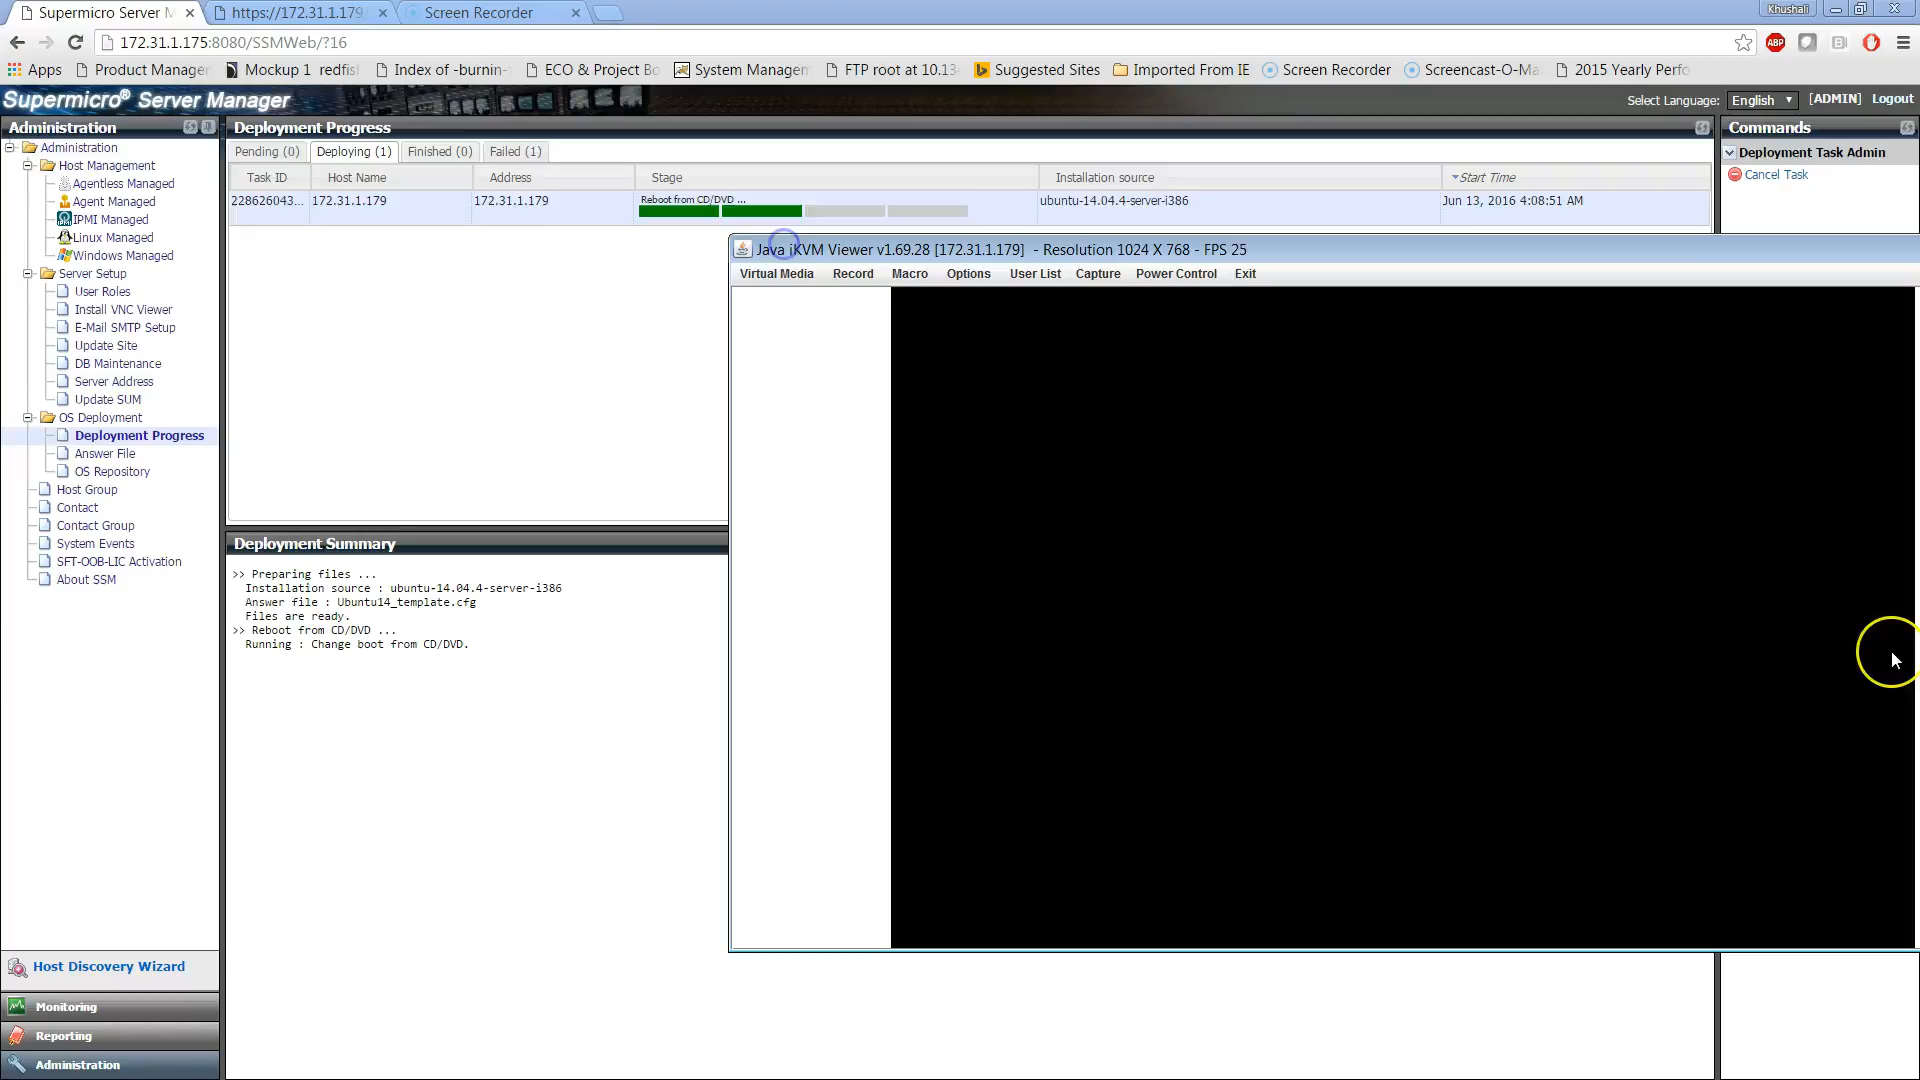 Supermicro Server M
https://172.31.1.179
Screen Recorder
Khushali
172.31.1.175:8080/SSMWeb/?16
ABP
Apps
Product Manager
Mockup 1 redfis
Index of -burnin-
ECO & Project Bo
System Managem
FTP root at 10.13
Suggested Sites
Imported From IE
Screen Recorder
Screencast-O-Ma
2015 Yearly Perfo
Supermicro® Server Manager
Select Language:
English
[ADMIN]
Logout
Administration
Administration
Host Management
Agentless Managed
Agent Managed
IPMI Managed
Linux Managed
Windows Managed
Server Setup
User Roles
Install VNC Viewer
E-Mail SMTP Setup
Update Site
DB Maintenance
Server Address
Update SUM
OS Deployment
Deployment Progress
Answer File
OS Repository
Host Group
Contact
Contact Group
System Events
SFT-OOB-LIC Activation
About SSM
Host Discovery Wizard
Monitoring
Reporting
Administration
Deployment Progress
Pending (0)
Deploying (1)
Finished (0)
Failed (1)
Task ID
Host Name
Address
Stage
Installation source
Start Time
228626043...
172.31.1.179
172.31.1.179
Reboot from CD/DVD ...
ubuntu-14.04.4-server-i386
Jun 13, 2016 4:08:51 AM
Commands
Deployment Task Admin
Cancel Task
Java iKVM Viewer v1.69.28 [172.31.1.179] - Resolution 1024 X 768 - FPS 25
Virtual Media
Record
Macro
Options
User List
Capture
Power Control
Exit
Deployment Summary
>> Preparing files ...
Installation source : ubuntu-14.04.4-server-i386
Answer file : Ubuntu14_template.cfg
Files are ready.
>> Reboot from CD/DVD ...
Running : Change boot from CD/DVD.